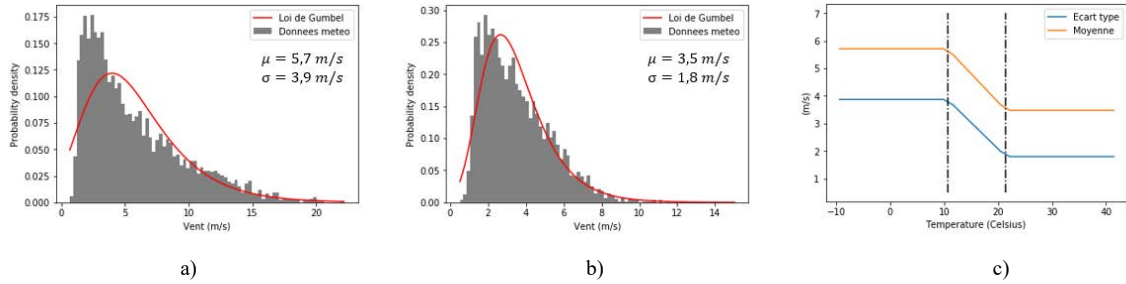 0.175
0.150
0.125
0.100
0.075
0.050
0.025
0.000
Probability density
0 5 10 15 20
Vent (m/s)
Loi de Gumbel
Donnees meteo
μ = 5,7 m/s
σ = 3,9 m/s
a)
0.30
0.25
0.20
0.15
0.10
0.05
0.00
Probability density
0 2 4 6 8 10 12 14
Vent (m/s)
Loi de Gumbel
Donnees meteo
μ = 3,5 m/s
σ = 1,8 m/s
b)
7
6
5
4
3
2
1
(m/s)
−10 0 10 20 30 40
Temperature (Celsius)
Ecart type
Moyenne
c)